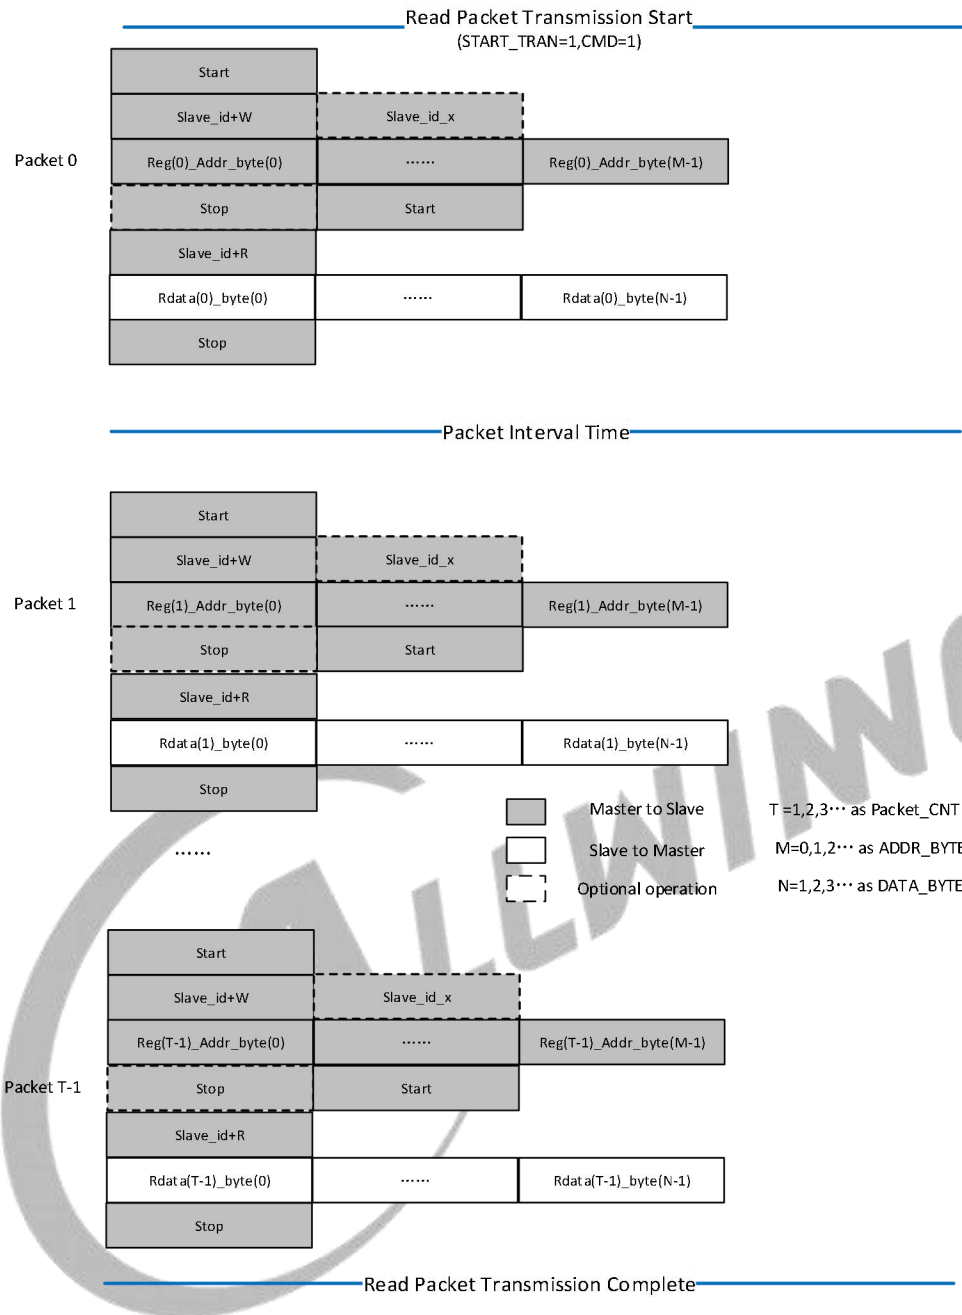 Read Packet Transmission Start
(START_TRAN=1,CMD=1)
Start
Slave_id+W Slave_id_x
Packet 0 Reg(0)_Addr_byte(0) …… Reg(0)_Addr_byte(M-1)
Stop Start
Slave_id+R
Rdata(0)_byte(0) …… Rdata(0)_byte(N-1)
Stop
Packet Interval Time
Start
Slave_id+W Slave_id_x
Packet 1 Reg(1)_Addr_byte(0) …… Reg(1)_Addr_byte(M-1)
Stop Start
Slave_id+R
Rdata(1)_byte(0) …… Rdata(1)_byte(N-1)
Stop
Master to Slave T =1,2,3… as Packet_CNT
…… Slave to Master M=0,1,2… as ADDR_BYTE
Optional operation N=1,2,3… as DATA_BYTE
Start
Slave_id+W Slave_id_x
Reg(T-1)_Addr_byte(0) …… Reg(T-1)_Addr_byte(M-1)
Packet T-1 Stop Start
Slave_id+R
Rdata(T-1)_byte(0) …… Rdata(T-1)_byte(N-1)
Stop
Read Packet Transmission Complete
ALLWINN